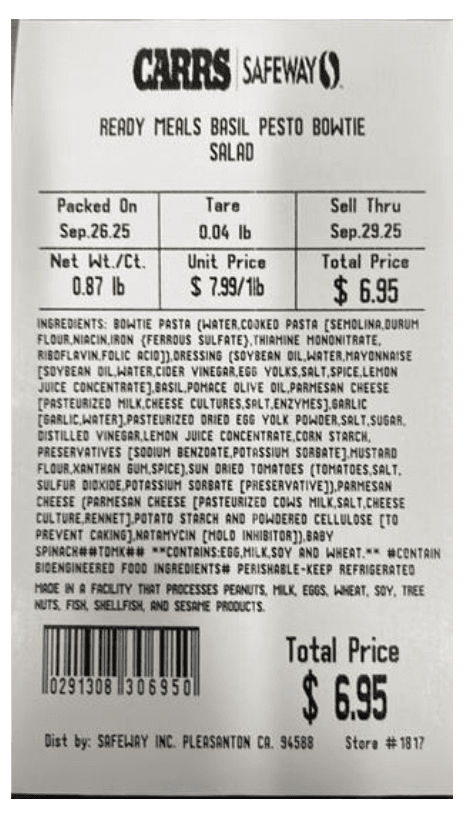 CARRS SAFEWAY
READY MEALS BASIL PESTO BOWTIE
SALAD
Packed On Tare Sell Thru
Sep.26.25 0.04 lb Sep.29.25
Net Wt./Ct. Unit Price Total Price
0.87 lb $ 7.99/1lb $ 6.95
INGREDIENTS: BOWTIE PASTA (WATER,COOKED PASTA [SEMOLINA,DURUM
FLOUR,NIACIN,IRON {FERROUS SULFATE},THIAMINE MONONITRATE,
RIBOFLAVIN,FOLIC ACID]),DRESSING (SOYBEAN OIL,WATER,MAYONNAISE
[SOYBEAN OIL,WATER,CIDER VINEGAR,EGG YOLKS,SALT,SPICE,LEMON
JUICE CONCENTRATE],BASIL,POMACE OLIVE OIL,PARMESAN CHEESE
[PASTEURIZED MILK,CHEESE CULTURES,SALT,ENZYMES],GARLIC
[GARLIC,WATER],PASTEURIZED DRIED EGG YOLK POWDER,SALT,SUGAR,
DISTILLED VINEGAR,LEMON JUICE CONCENTRATE,CORN STARCH,
PRESERVATIVES [SODIUM BENZOATE,POTASSIUM SORBATE],MUSTARD
FLOUR,XANTHAN GUM,SPICE),SUN DRIED TOMATOES (TOMATOES,SALT,
SULFUR DIOXIDE,POTASSIUM SORBATE [PRESERVATIVE]),PARMESAN
CHEESE (PARMESAN CHEESE [PASTEURIZED COWS MILK,SALT,CHEESE
CULTURE,RENNET],POTATO STARCH AND POWDERED CELLULOSE [TO
PREVENT CAKING],NATAMYCIN [MOLD INHIBITOR]),BABY
SPINACH##TDMK## **CONTAINS:EGG,MILK,SOY AND WHEAT.** #CONTAIN
BIOENGINEERED FOOD INGREDIENTS# PERISHABLE-KEEP REFRIGERATED
MADE IN A FACILITY THAT PROCESSES PEANUTS, MILK, EGGS, WHEAT, SOY, TREE
NUTS, FISH, SHELLFISH, AND SESAME PRODUCTS.
0291308 306950
Total Price
$ 6.95
Dist by: SAFEWAY INC. PLEASANTON CA. 94588 Store #1817